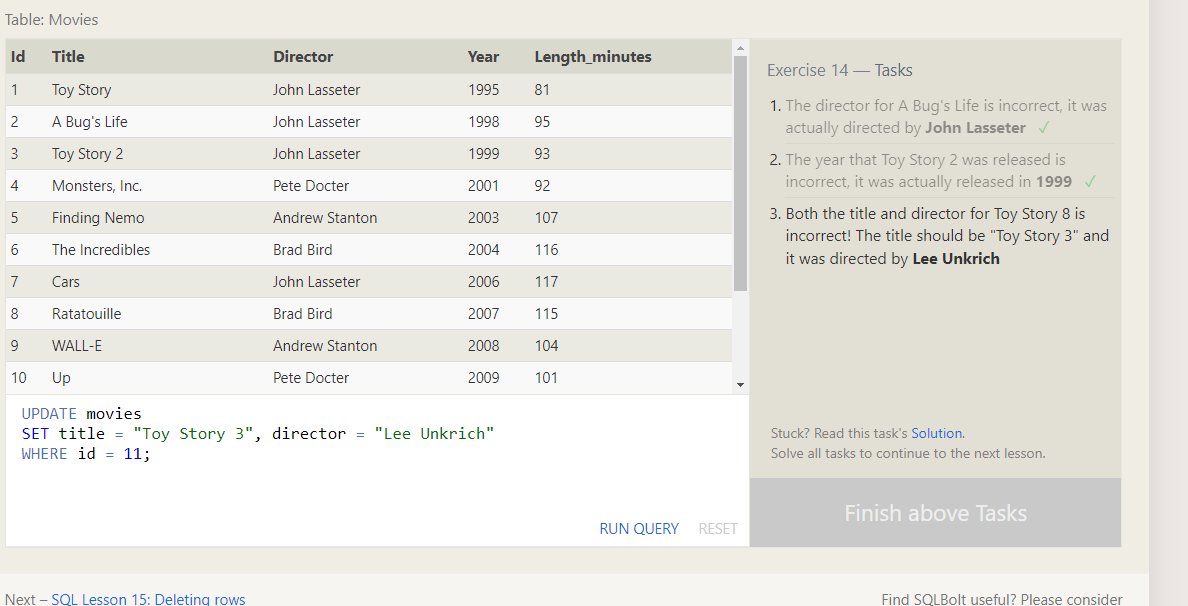 Table: Movies
Id Title Director Year Length_minutes
1 Toy Story John Lasseter 1995 81
2 A Bug's Life John Lasseter 1998 95
3 Toy Story 2 John Lasseter 1999 93
4 Monsters, Inc. Pete Docter 2001 92
5 Finding Nemo Andrew Stanton 2003 107
6 The Incredibles Brad Bird 2004 116
7 Cars John Lasseter 2006 117
8 Ratatouille Brad Bird 2007 115
9 WALL-E Andrew Stanton 2008 104
10 Up Pete Docter 2009 101
UPDATE movies
SET title = "Toy Story 3", director = "Lee Unkrich"
WHERE id = 11;
RUN QUERY RESET
Exercise 14 — Tasks
1. The director for A Bug's Life is incorrect, it was
actually directed by John Lasseter ✓
2. The year that Toy Story 2 was released is
incorrect, it was actually released in 1999 ✓
3. Both the title and director for Toy Story 8 is
incorrect! The title should be "Toy Story 3" and
it was directed by Lee Unkrich
Stuck? Read this task's Solution.
Solve all tasks to continue to the next lesson.
Finish above Tasks
Next – SQL Lesson 15: Deleting rows
Find SQLBolt useful? Please consider